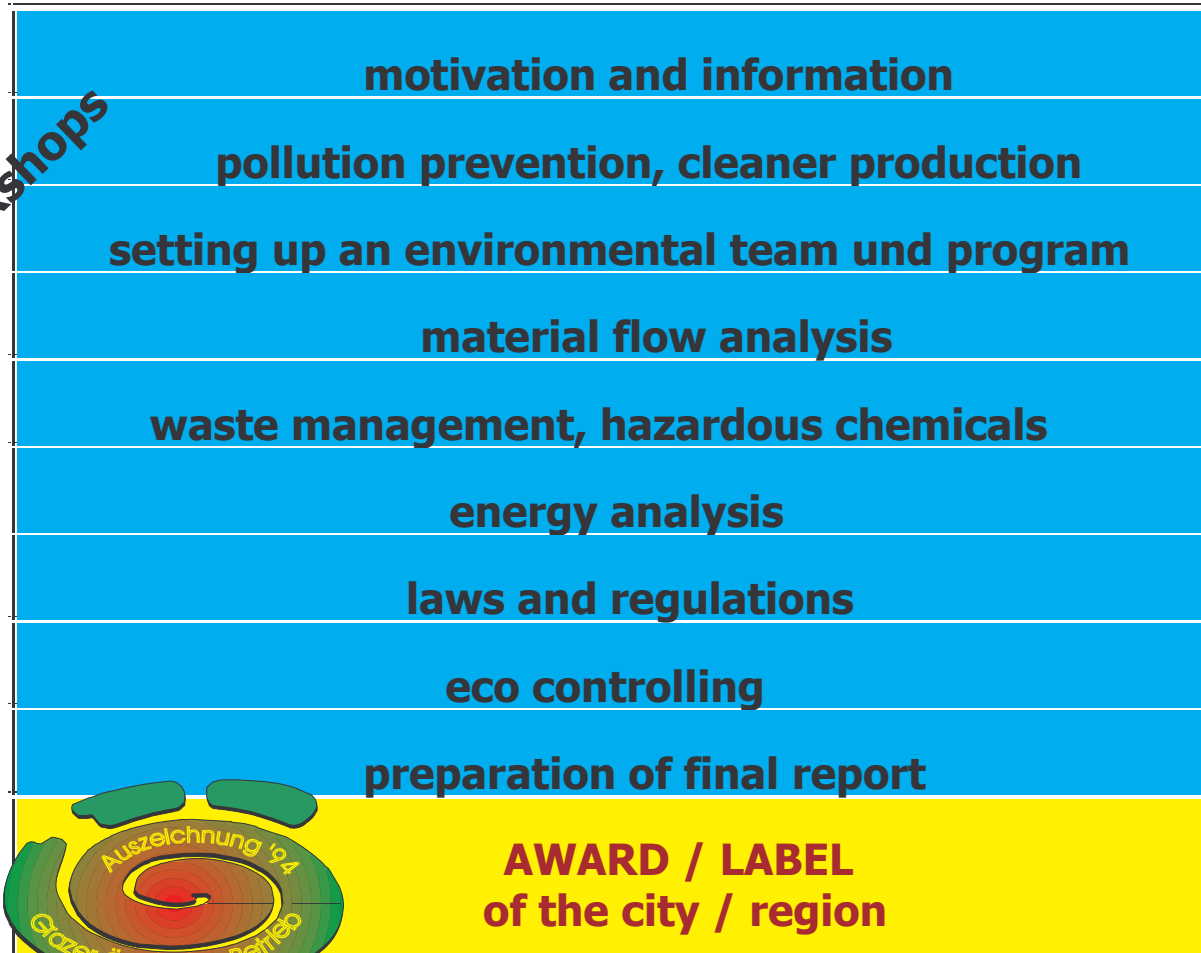 motivation and information
pollution prevention, cleaner production
setting up an environmental team und program
material flow analysis
waste management, hazardous chemicals
energy analysis
laws and regulations
eco controlling
preparation of final report
Auszeichnung '94
AWARD / LABEL
of the city / region